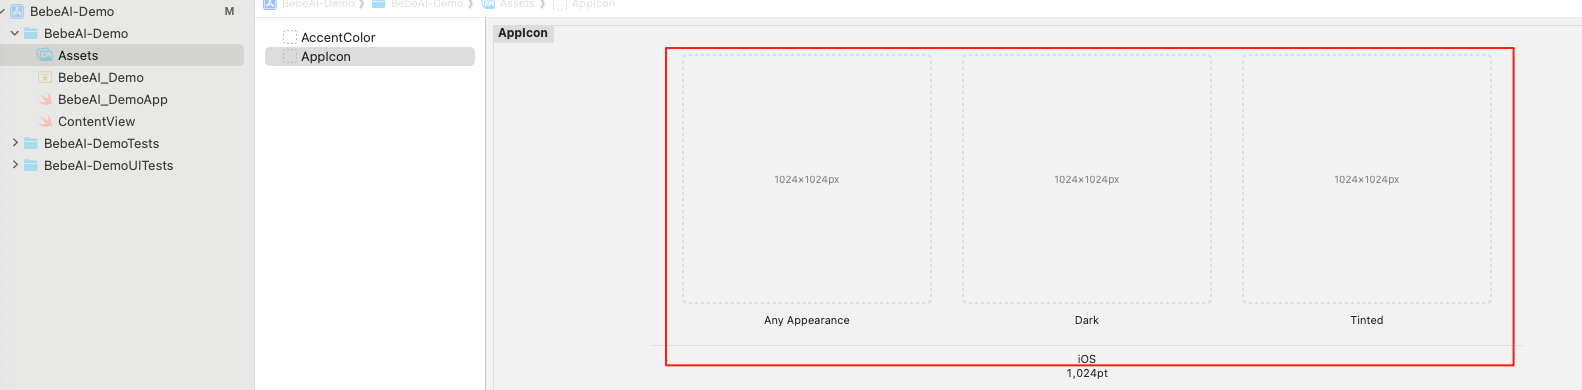 BebeAI-Demo M
BebeAI-Demo
Assets
BebeAI_Demo
BebeAI_DemoApp
ContentView
BebeAI-DemoTests
BebeAI-DemoUITests
BebeAI-Demo
BebeAI-Demo
Assets
AppIcon
AccentColor
AppIcon
AppIcon
1024×1024px
1024×1024px
1024×1024px
Any Appearance
Dark
Tinted
iOS
1,024pt